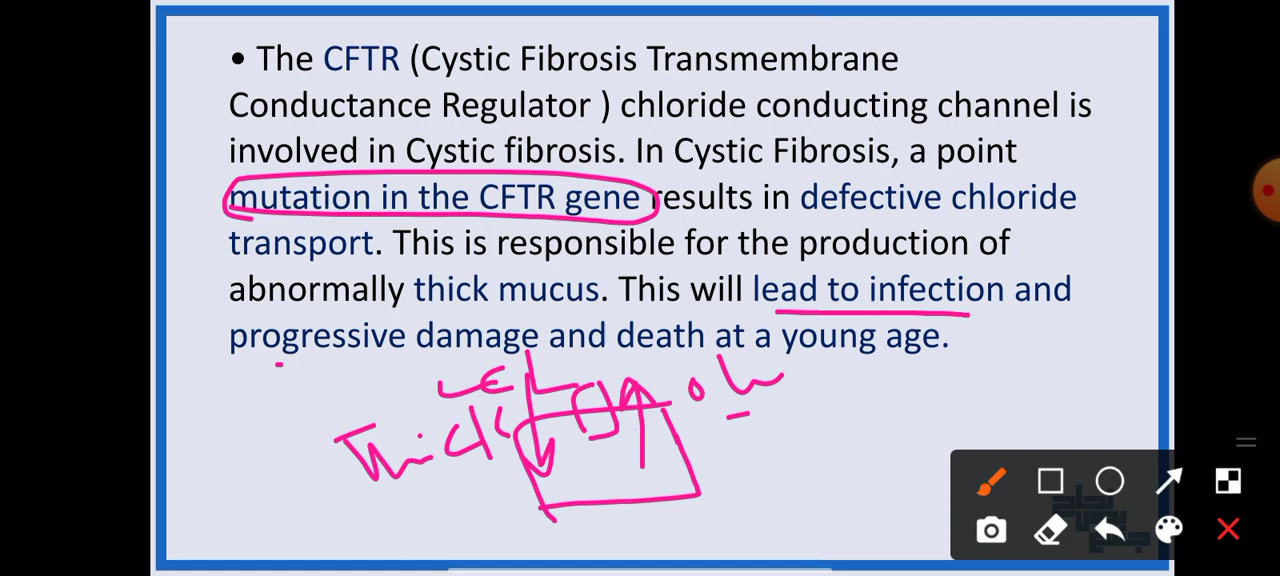 • The CFTR (Cystic Fibrosis Transmembrane
Conductance Regulator ) chloride conducting channel is
involved in Cystic fibrosis. In Cystic Fibrosis, a point
mutation in the CFTR gene results in defective chloride
transport. This is responsible for the production of
abnormally thick mucus. This will lead to infection and
progressive damage and death at a young age.
Thick